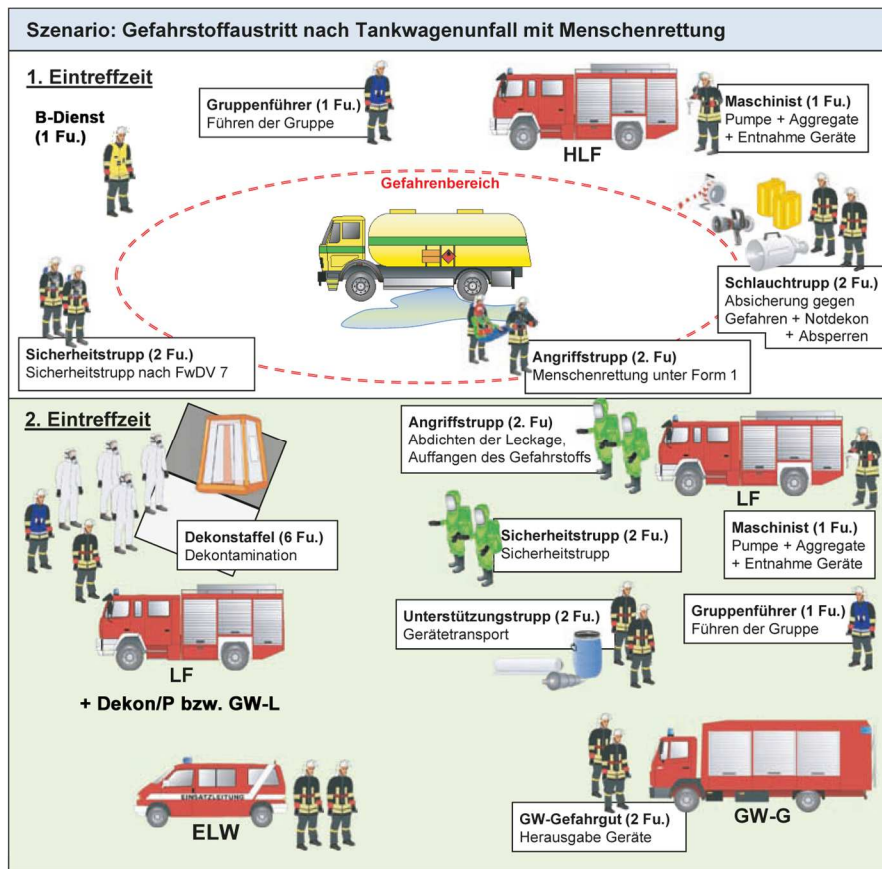 Szenario: Gefahrstoffaustritt nach Tankwagenunfall mit Menschenrettung
1. Eintreffzeit
B-Dienst
(1 Fu.)
Gruppenführer (1 Fu.)
Führen der Gruppe
HLF
Maschinist (1 Fu.)
Pumpe + Aggregate
+ Entnahme Geräte
Gefahrenbereich
Schlauchtrupp (2 Fu.)
Absicherung gegen
Gefahren + Notdekon
+ Absperren
Sicherheitstrupp (2 Fu.)
Sicherheitstrupp nach FwDV 7
Angriffstrupp (2. Fu)
Menschenrettung unter Form 1
2. Eintreffzeit
Dekonstaffel (6 Fu.)
Dekontamination
LF
+ Dekon/P bzw. GW-L
Angriffstrupp (2. Fu)
Abdichten der Leckage,
Auffangen des Gefahrstoffs
LF
Maschinist (1 Fu.)
Pumpe + Aggregate
+ Entnahme Geräte
Sicherheitstrupp (2 Fu.)
Sicherheitstrupp
Unterstützungstrupp (2 Fu.)
Gerätetransport
Gruppenführer (1 Fu.)
Führen der Gruppe
EINSATZLEITUNG
ELW
GW-Gefahrgut (2 Fu.)
Herausgabe Geräte
GW-G